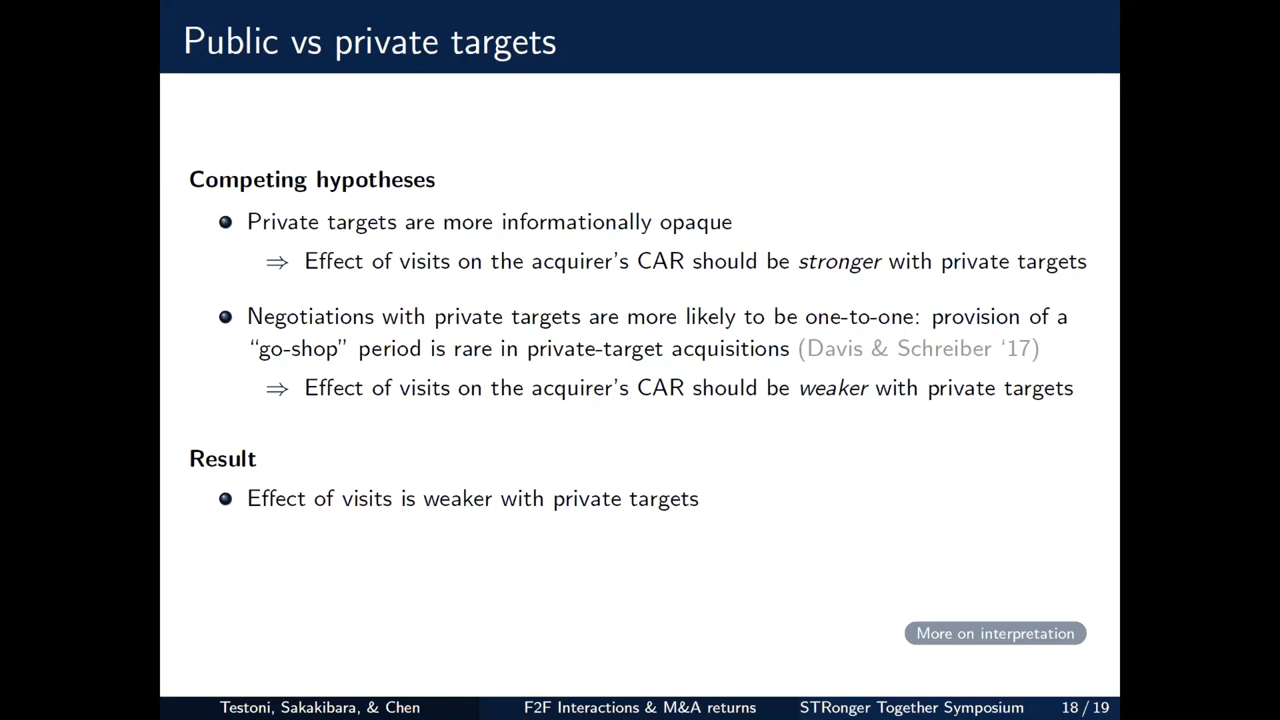 Public vs private targets
Competing hypotheses
Private targets are more informationally opaque
⇒ Effect of visits on the acquirer's CAR should be stronger with private targets
Negotiations with private targets are more likely to be one-to-one: provision of a
“go-shop” period is rare in private-target acquisitions (Davis & Schreiber ‘17)
⇒ Effect of visits on the acquirer's CAR should be weaker with private targets
Result
Effect of visits is weaker with private targets
More on interpretation
Testoni, Sakakibara, & Chen F2F Interactions & M&A returns STRonger Together Symposium 18 / 19